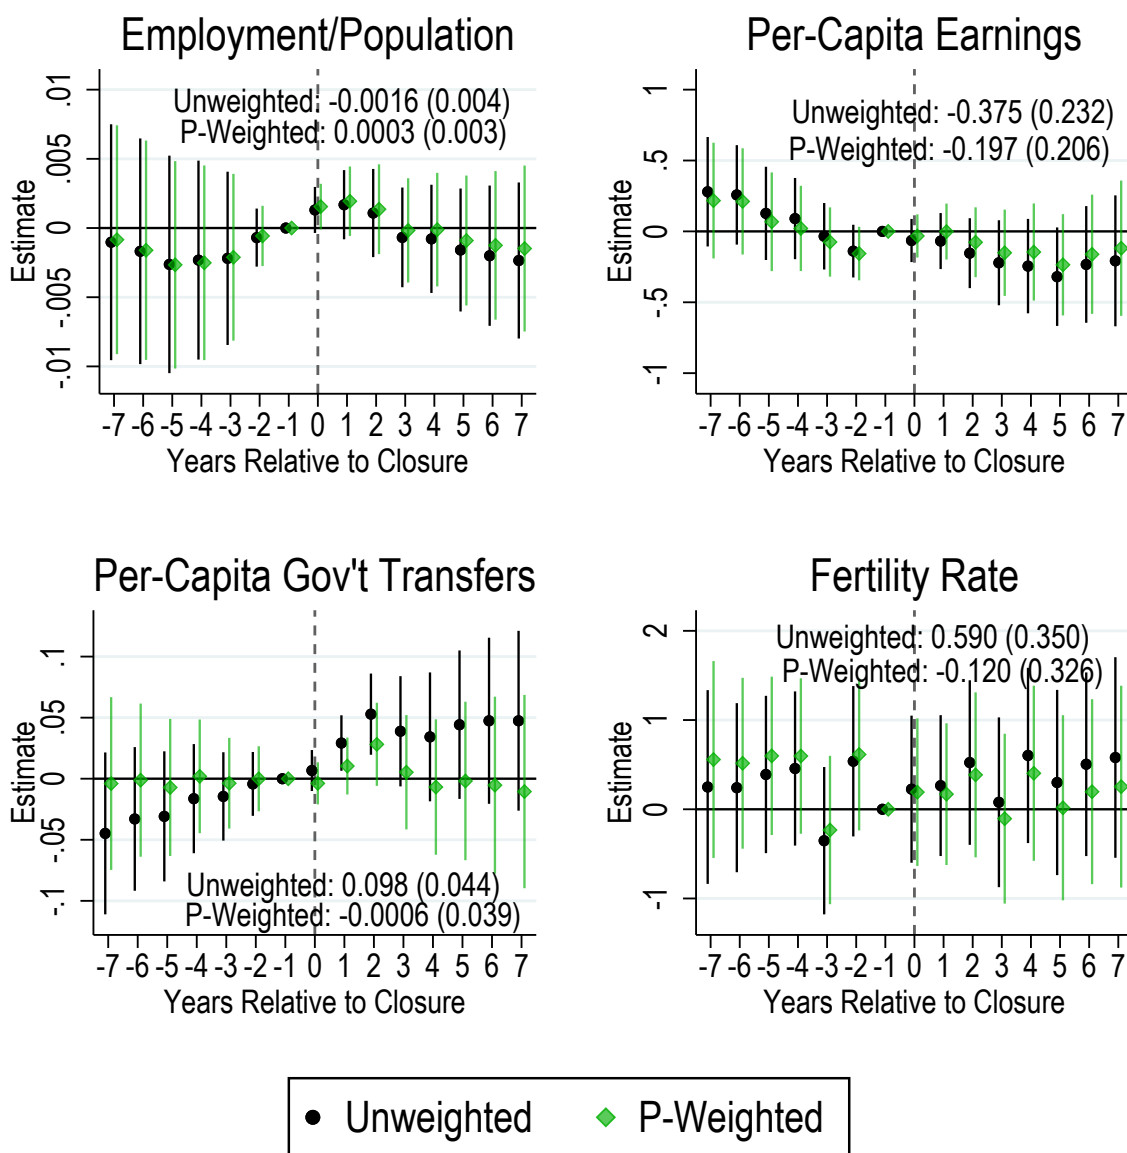 Employment/Population
Unweighted: -0.0016 (0.004)
P-Weighted: 0.0003 (0.003)
Estimate
.01
.005
0
-.005
-.01
-7 -6 -5 -4 -3 -2 -1 0 1 2 3 4 5 6 7
Years Relative to Closure
Per-Capita Earnings
Unweighted: -0.375 (0.232)
P-Weighted: -0.197 (0.206)
Estimate
1
.5
0
-.5
-1
-7 -6 -5 -4 -3 -2 -1 0 1 2 3 4 5 6 7
Years Relative to Closure
Per-Capita Gov't Transfers
Estimate
.1
.05
0
-.05
-.1
Unweighted: 0.098 (0.044)
P-Weighted: -0.0006 (0.039)
-7 -6 -5 -4 -3 -2 -1 0 1 2 3 4 5 6 7
Years Relative to Closure
Fertility Rate
Unweighted: 0.590 (0.350)
P-Weighted: -0.120 (0.326)
Estimate
2
1
0
-1
-7 -6 -5 -4 -3 -2 -1 0 1 2 3 4 5 6 7
Years Relative to Closure
Unweighted P-Weighted